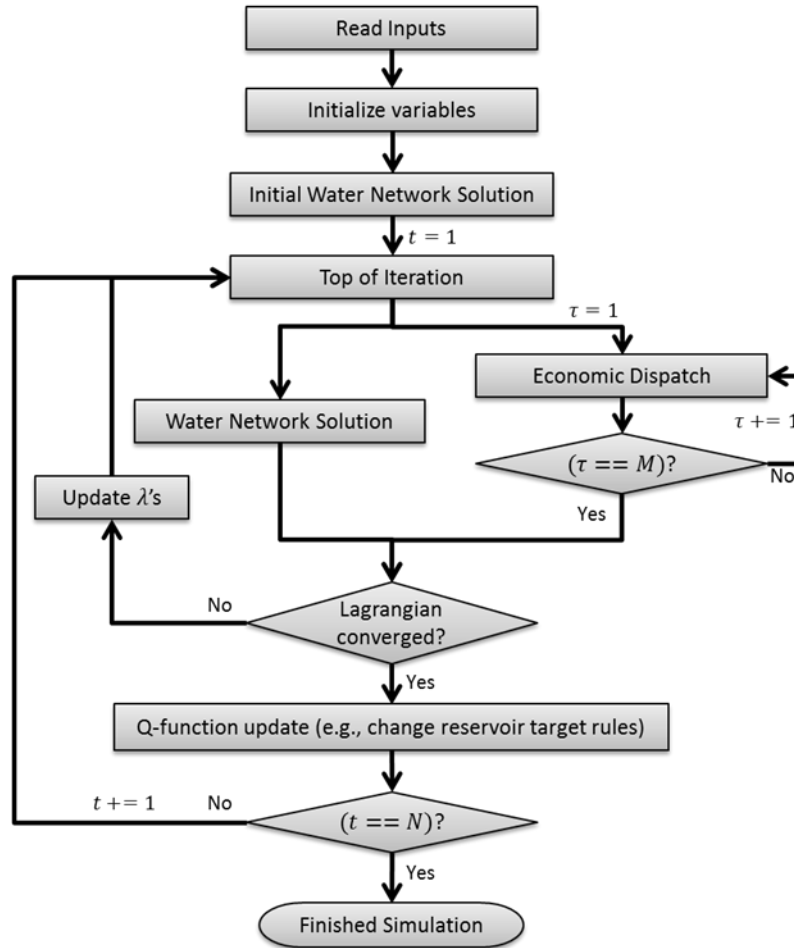 Read Inputs
Initialize variables
Initial Water Network Solution
t = 1
Top of Iteration
τ = 1
Economic Dispatch
Water Network Solution
τ += 1
(τ == M)?
No
Update λ's
Yes
No
Lagrangian
converged?
Yes
Q-function update (e.g., change reservoir target rules)
t += 1
No
(t == N)?
Yes
Finished Simulation